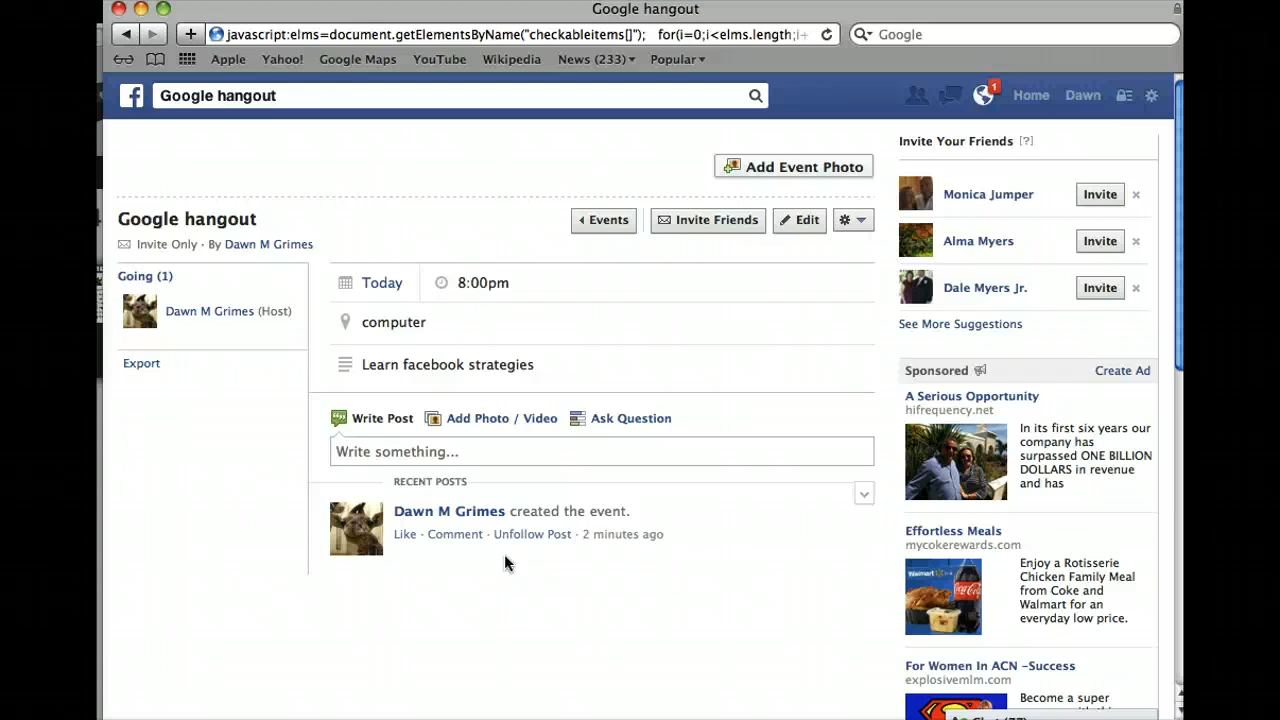 Google hangout
javascript:elms=document.getElementsByName("checkableitems[]"); for(i=0;i<elms.length;i+
Google
Apple Yahoo! Google Maps YouTube Wikipedia News (233) Popular
Google hangout
1
Home Dawn
Add Event Photo
Google hangout
Events Invite Friends Edit
Invite Only · By Dawn M Grimes
Going (1)
Dawn M Grimes (Host)
Export
Today 8:00pm
computer
Learn facebook strategies
Write Post Add Photo / Video Ask Question
Write something...
RECENT POSTS
Dawn M Grimes created the event.
Like · Comment · Unfollow Post · 2 minutes ago
Invite Your Friends [?]
Monica Jumper Invite
Alma Myers Invite
Dale Myers Jr. Invite
See More Suggestions
Sponsored Create Ad
A Serious Opportunity
hifrequency.net
In its first six years our
company has
surpassed ONE BILLION
DOLLARS in revenue
and has
Effortless Meals
mycokerewards.com
Enjoy a Rotisserie
Chicken Family Meal
from Coke and
Walmart for an
everyday low price.
For Women In ACN -Success
explosivemlm.com
Become a super